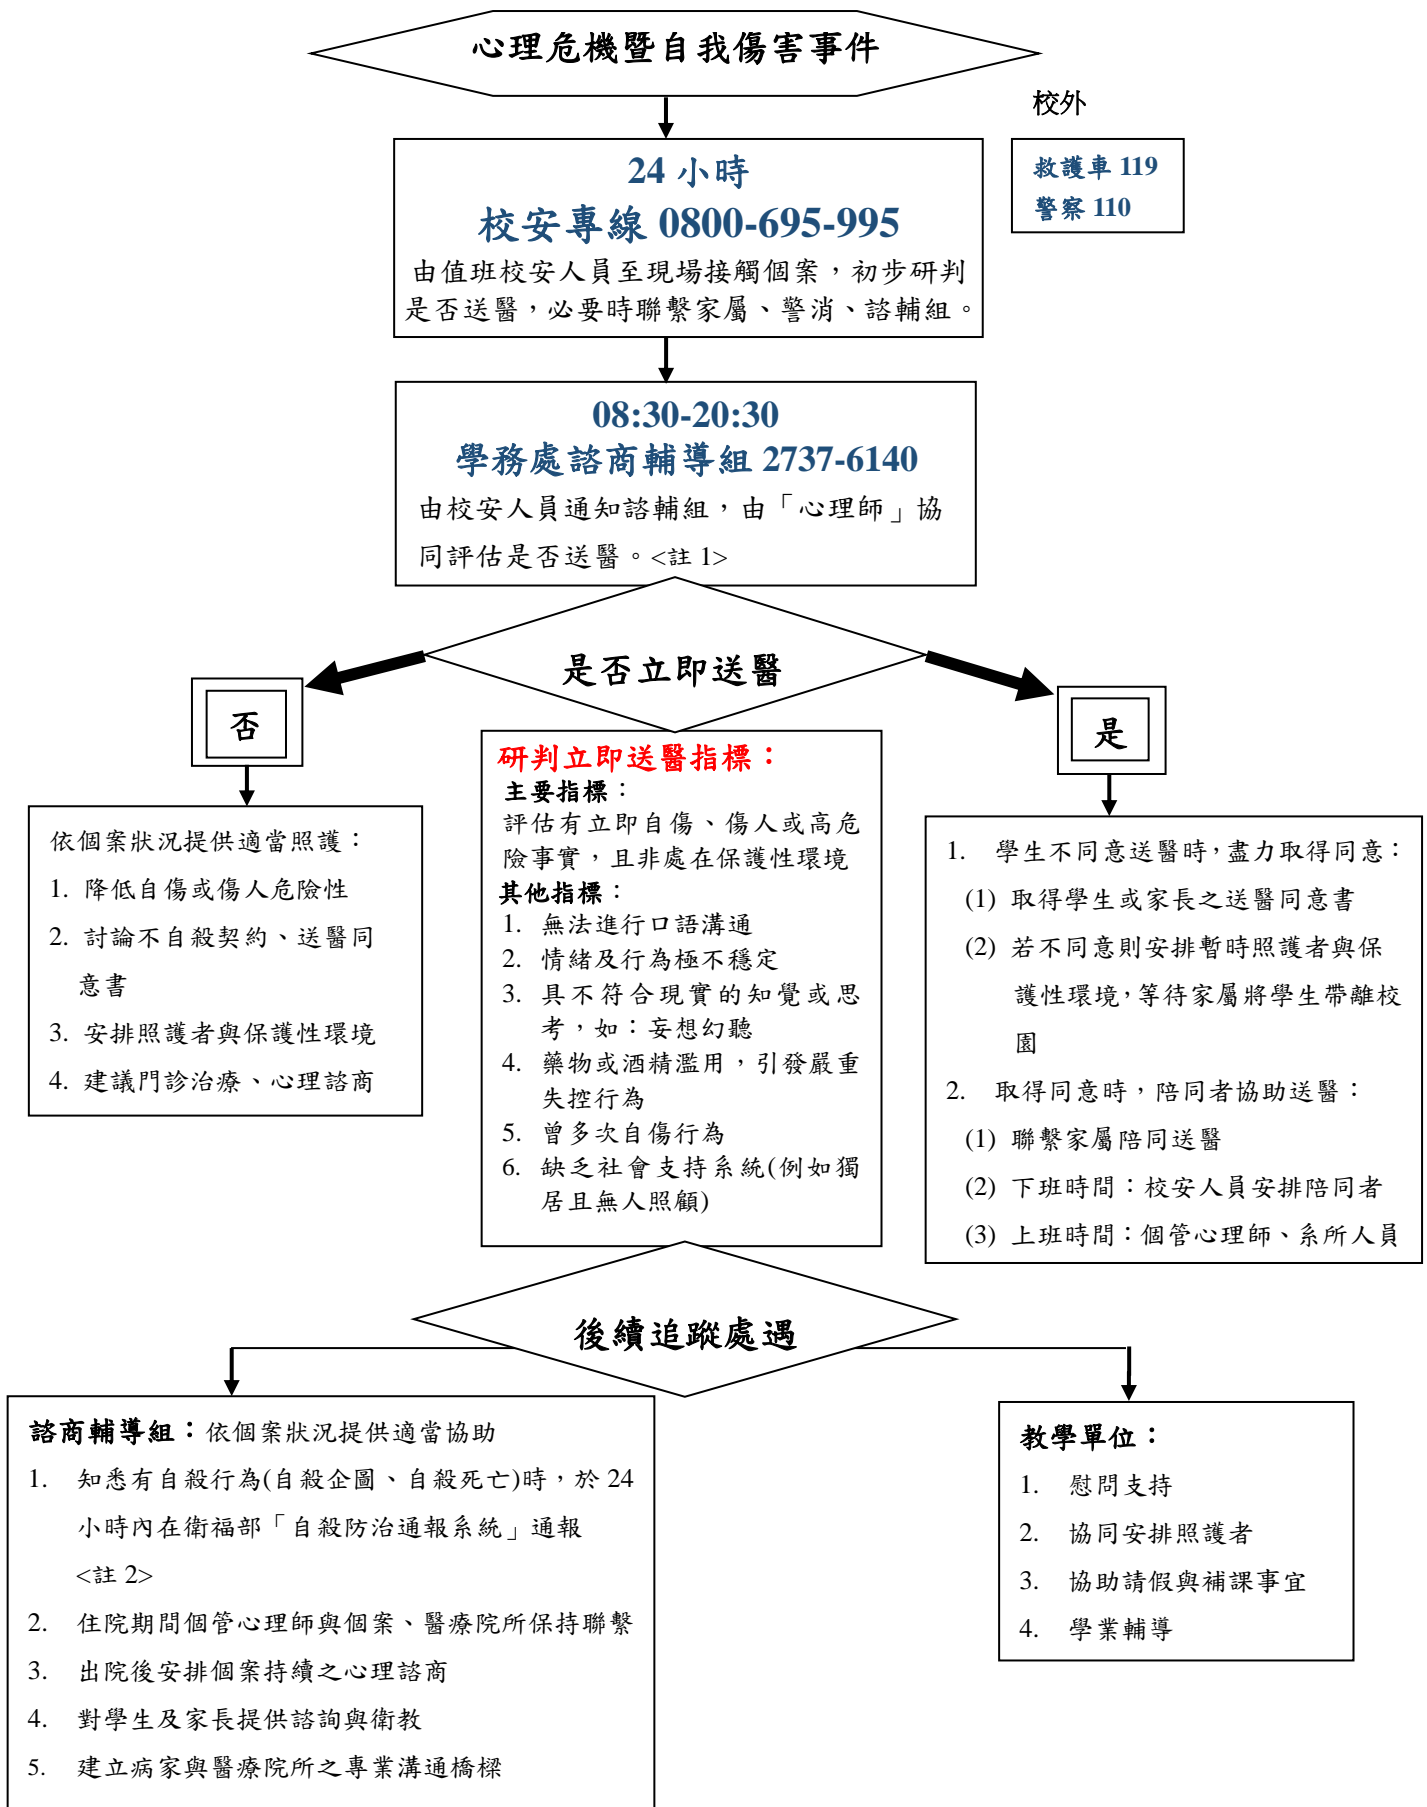 心理危機暨自我傷害事件
校外
救護車 119
警察 110
24 小時
校安專線 0800-695-995
由值班校安人員至現場接觸個案，初步研判
是否送醫，必要時聯繫家屬、警消、諮輔組。
08:30-20:30
學務處諮商輔導組 2737-6140
由校安人員通知諮輔組，由「心理師」協
同評估是否送醫。<註 1>
是否立即送醫
否
是
依個案狀況提供適當照護：
1. 降低自傷或傷人危險性
2. 討論不自殺契約、送醫同
意書
3. 安排照護者與保護性環境
4. 建議門診治療、心理諮商
研判立即送醫指標：
主要指標：
評估有立即自傷、傷人或高危
險事實，且非處在保護性環境
其他指標：
1. 無法進行口語溝通
2. 情緒及行為極不穩定
3. 具不符合現實的知覺或思
考，如：妄想幻聽
4. 藥物或酒精濫用，引發嚴重
失控行為
5. 曾多次自傷行為
6. 缺乏社會支持系統(例如獨
居且無人照顧)
1. 學生不同意送醫時，盡力取得同意：
(1) 取得學生或家長之送醫同意書
(2) 若不同意則安排暫時照護者與保
護性環境，等待家屬將學生帶離校
園
2. 取得同意時，陪同者協助送醫：
(1) 聯繫家屬陪同送醫
(2) 下班時間：校安人員安排陪同者
(3) 上班時間：個管心理師、系所人員
後續追蹤處遇
諮商輔導組：依個案狀況提供適當協助
1. 知悉有自殺行為(自殺企圖、自殺死亡)時，於 24
小時內在衛福部「自殺防治通報系統」通報
<註 2>
2. 住院期間個管心理師與個案、醫療院所保持聯繫
3. 出院後安排個案持續之心理諮商
4. 對學生及家長提供諮詢與衛教
5. 建立病家與醫療院所之專業溝通橋樑
教學單位：
1. 慰問支持
2. 協同安排照護者
3. 協助請假與補課事宜
4. 學業輔導